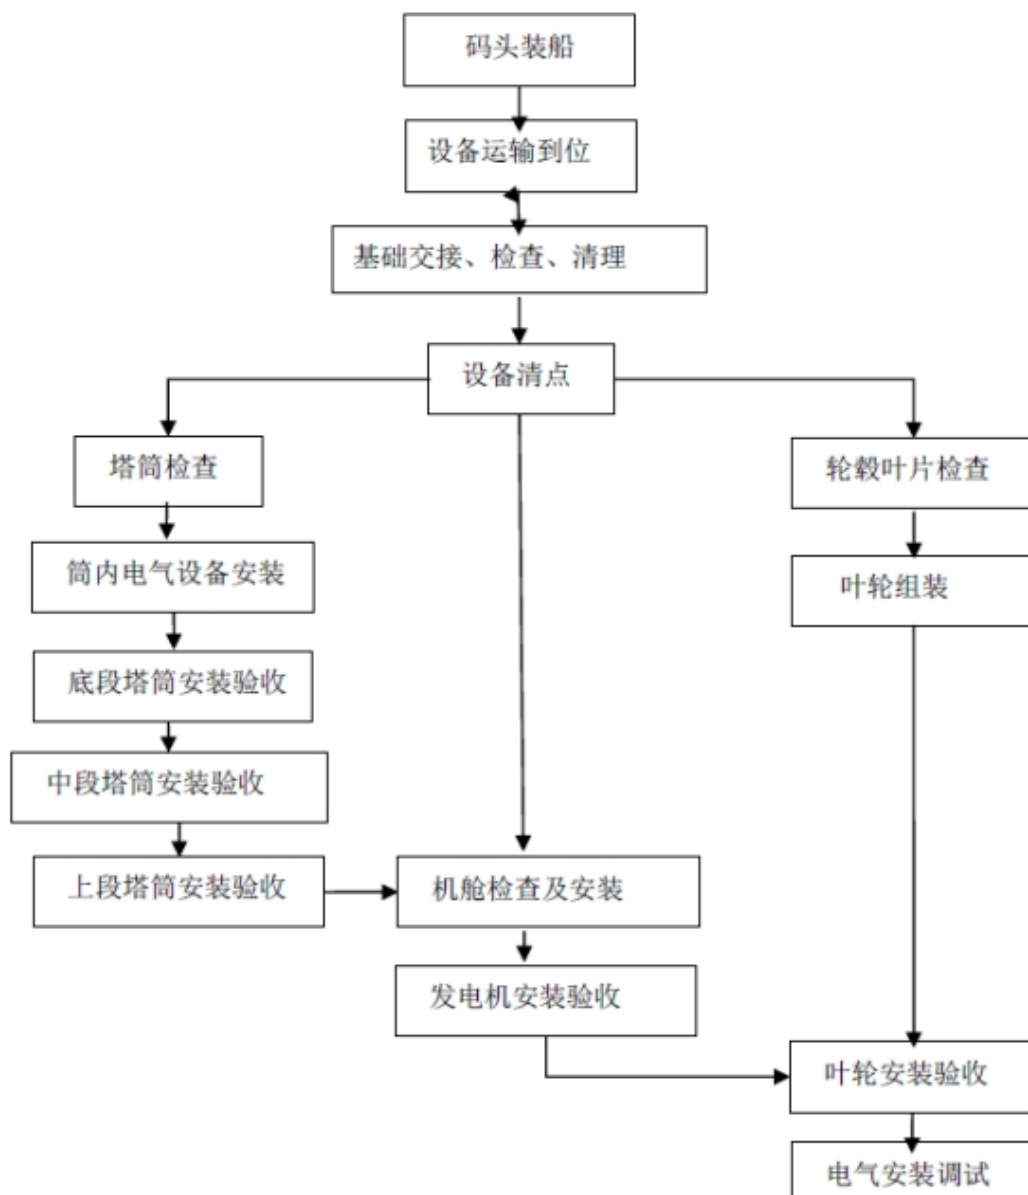 码头装船
设备运输到位
基础交接、检查、清理
设备清点
塔筒检查
轮毂叶片检查
筒内电气设备安装
叶轮组装
底段塔筒安装验收
中段塔筒安装验收
上段塔筒安装验收
机舱检查及安装
发电机安装验收
叶轮安装验收
电气安装调试